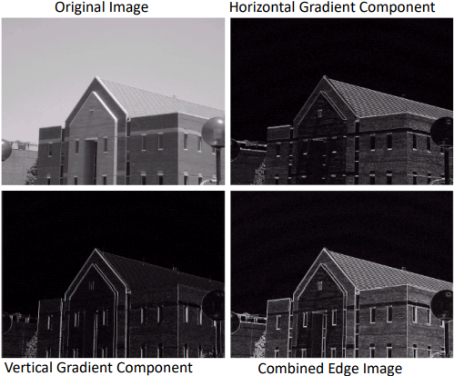 Original Image
Horizontal Gradient Component
Vertical Gradient Component
Combined Edge Image